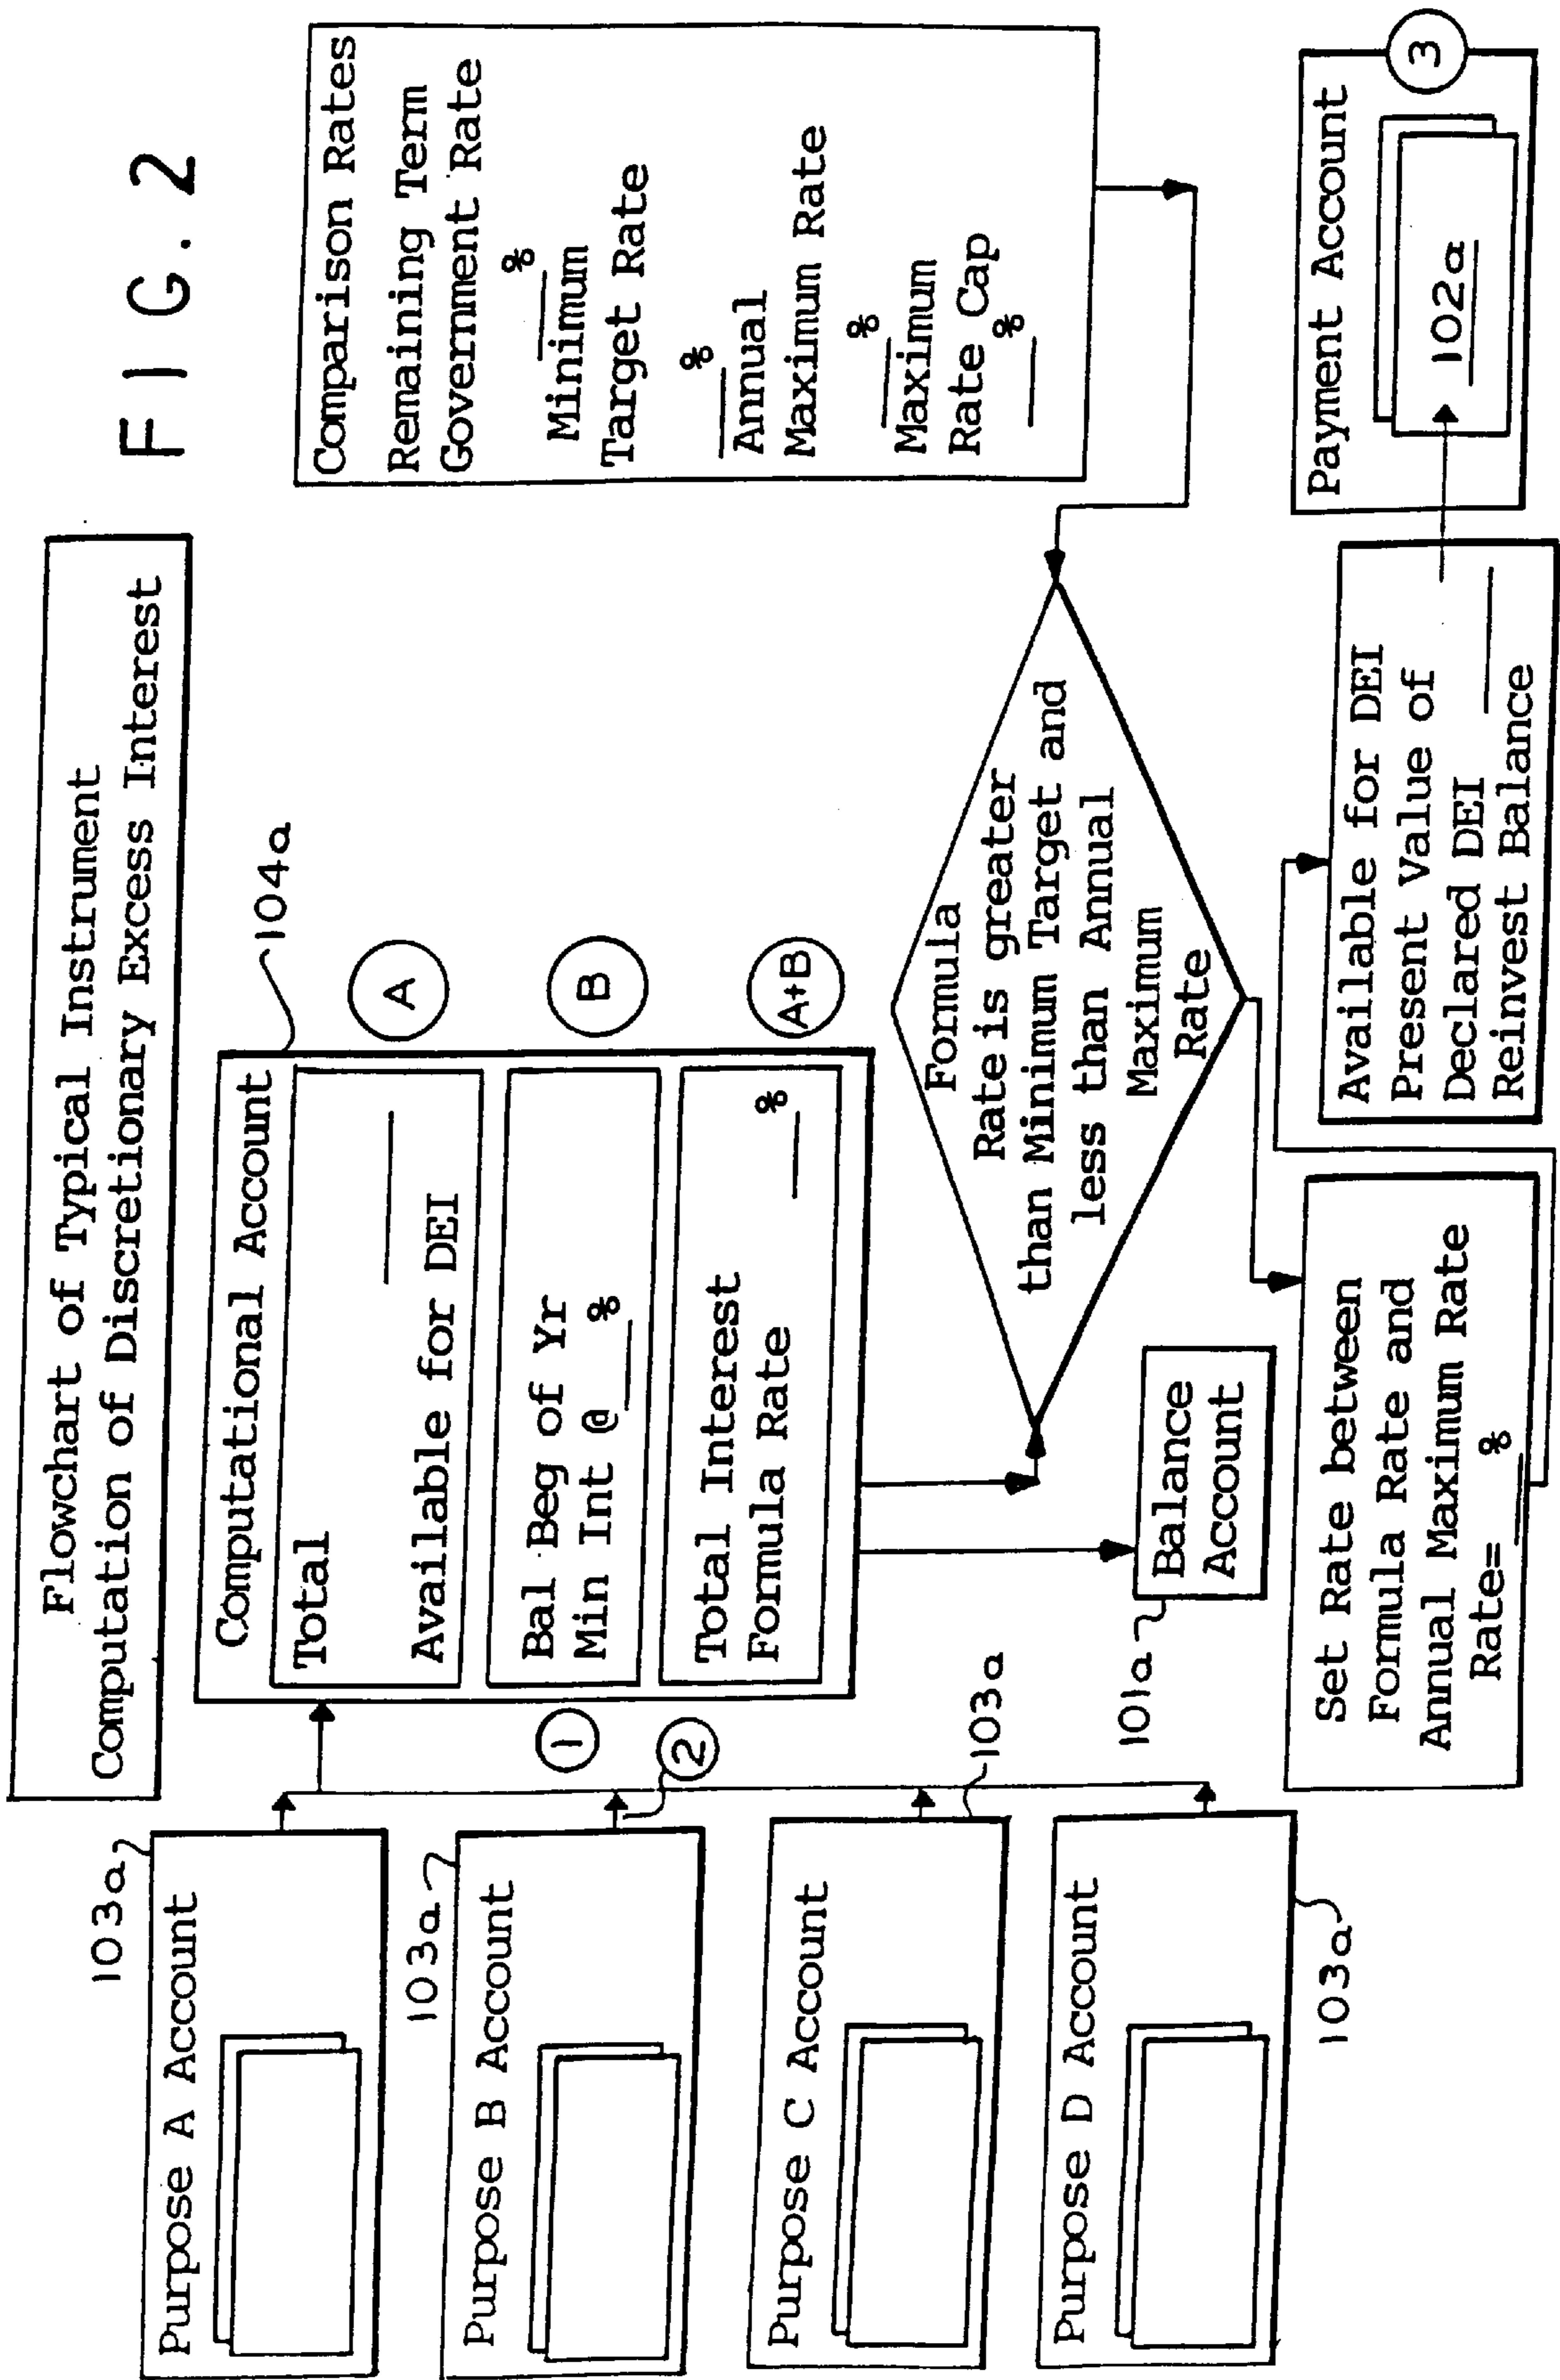 FIG. 2
Flowchart of Typical Instrument
Computation of Discretionary Excess Interest
103a
Purpose A Account
103a
Purpose B Account
Purpose C Account
103a
Purpose D Account
103a
1
2
104a
Computational Account
Total
Available for DEI
A
Bal Beg of Yr
Min Int @ %
B
Total Interest
Formula Rate %
A+B
Comparison Rates
Remaining Term
Government Rate
%
Minimum
Target Rate
%
Annual
Maximum Rate
%
Maximum
Rate Cap
%
Formula
Rate is greater
than Minimum Target and
less than Annual
Maximum
Rate
101a
Balance
Account
Set Rate between
Formula Rate and
Annual Maximum Rate
Rate= %
Available for DEI
Present Value of
Declared DEI
Reinvest Balance
Payment Account
102a
3